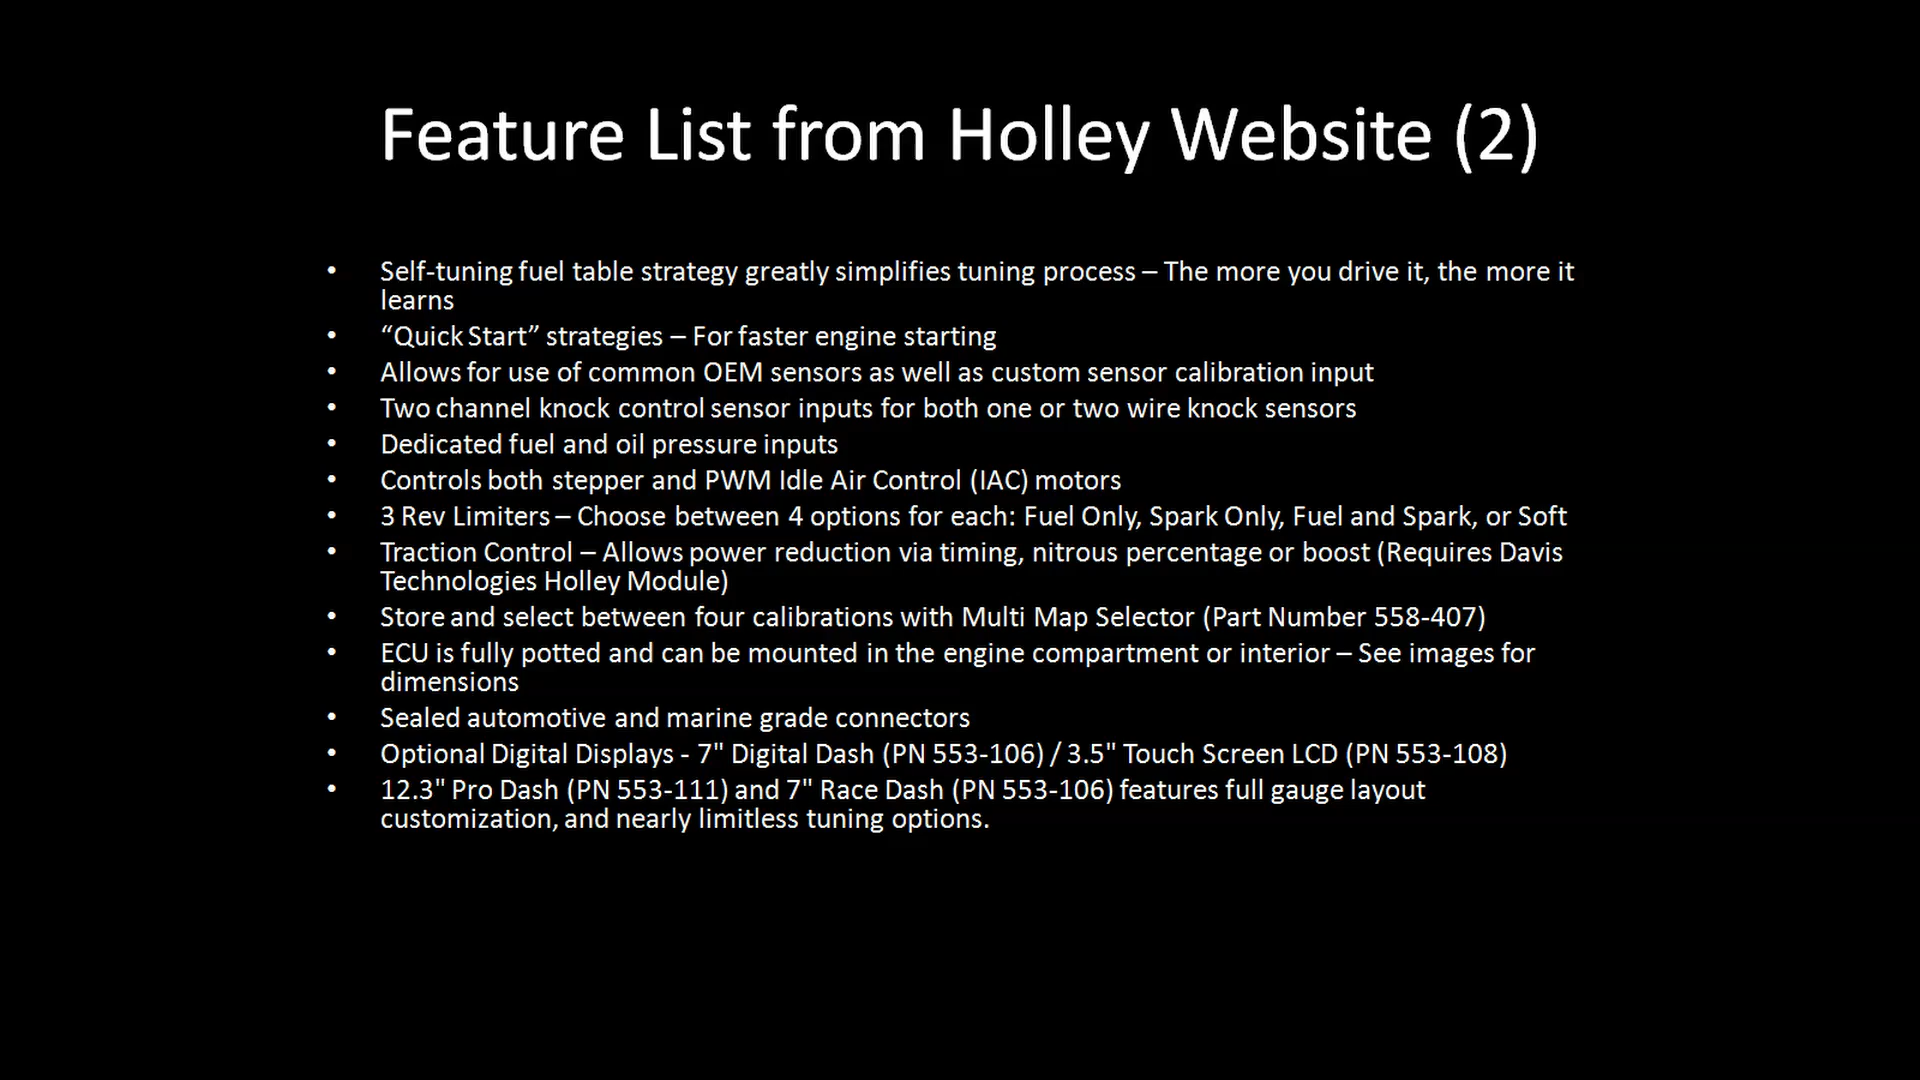 Feature List from Holley Website (2)
• Self-tuning fuel table strategy greatly simplifies tuning process – The more you drive it, the more it
learns
• “Quick Start” strategies – For faster engine starting
• Allows for use of common OEM sensors as well as custom sensor calibration input
• Two channel knock control sensor inputs for both one or two wire knock sensors
• Dedicated fuel and oil pressure inputs
• Controls both stepper and PWM Idle Air Control (IAC) motors
• 3 Rev Limiters – Choose between 4 options for each: Fuel Only, Spark Only, Fuel and Spark, or Soft
• Traction Control – Allows power reduction via timing, nitrous percentage or boost (Requires Davis
Technologies Holley Module)
• Store and select between four calibrations with Multi Map Selector (Part Number 558-407)
• ECU is fully potted and can be mounted in the engine compartment or interior – See images for
dimensions
• Sealed automotive and marine grade connectors
• Optional Digital Displays - 7" Digital Dash (PN 553-106) / 3.5" Touch Screen LCD (PN 553-108)
• 12.3" Pro Dash (PN 553-111) and 7" Race Dash (PN 553-106) features full gauge layout
customization, and nearly limitless tuning options.